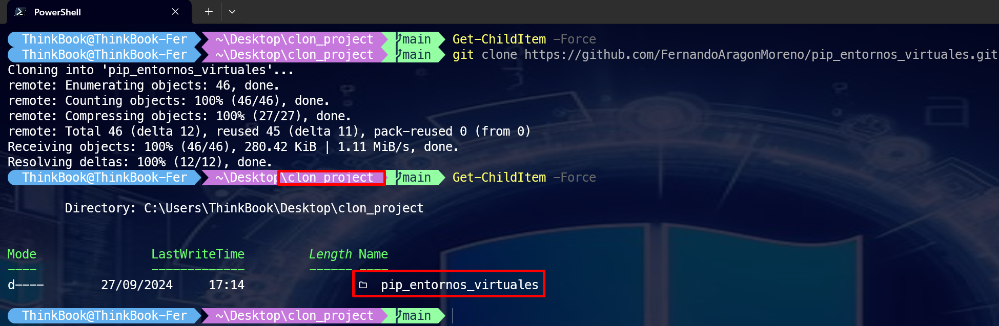 PowerShell
ThinkBook@ThinkBook-Fer ~\Desktop\clon_project main Get-ChildItem -Force
ThinkBook@ThinkBook-Fer ~\Desktop\clon_project main git clone https://github.com/FernandoAragonMoreno/pip_entornos_virtuales.git
Cloning into 'pip_entornos_virtuales'...
remote: Enumerating objects: 46, done.
remote: Counting objects: 100% (46/46), done.
remote: Compressing objects: 100% (27/27), done.
remote: Total 46 (delta 12), reused 45 (delta 11), pack-reused 0 (from 0)
Receiving objects: 100% (46/46), 280.42 KiB | 1.11 MiB/s, done.
Resolving deltas: 100% (12/12), done.
ThinkBook@ThinkBook-Fer ~\Desktop\clon_project main Get-ChildItem -Force
Directory: C:\Users\ThinkBook\Desktop\clon_project
Mode LastWriteTime Length Name
---- ------------- ------ ----
d---- 27/09/2024 17:14 pip_entornos_virtuales
ThinkBook@ThinkBook-Fer ~\Desktop\clon_project main